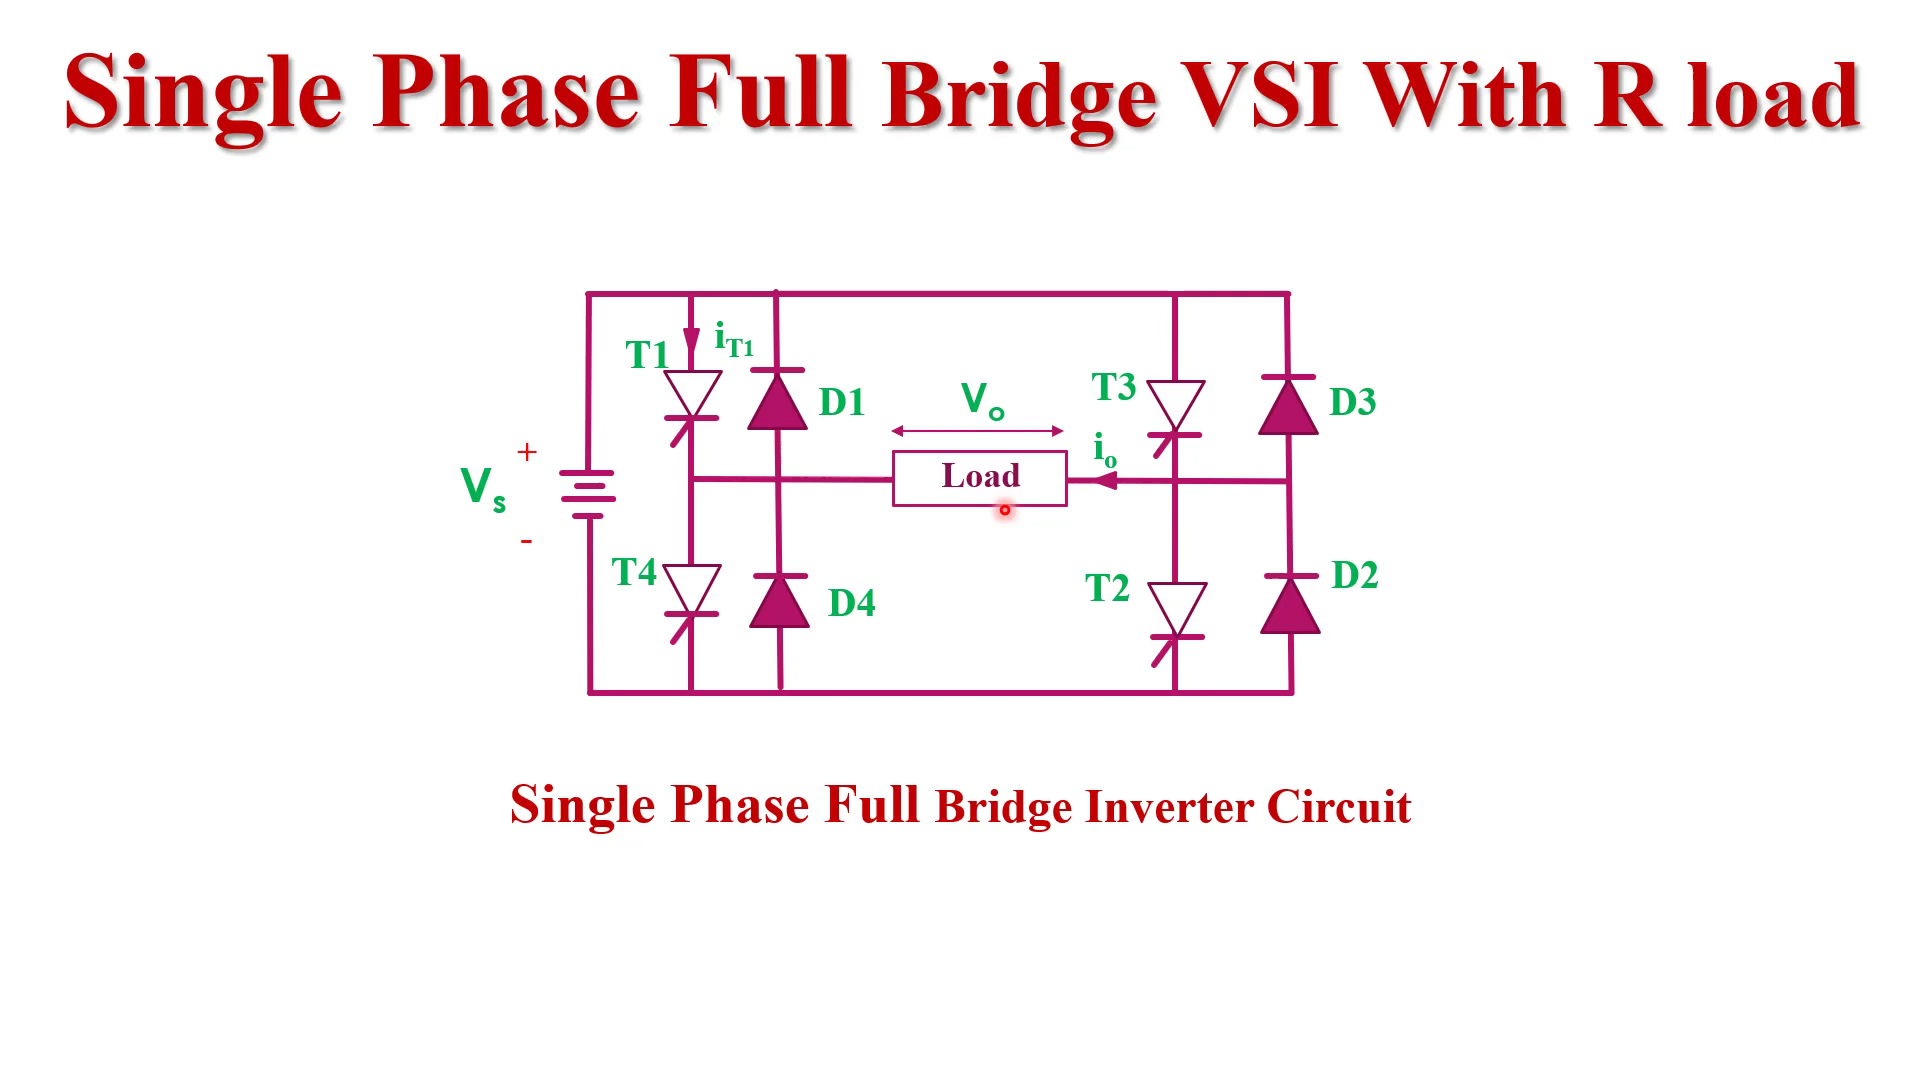 Single Phase Full Bridge VSI With R load
T1
iT1
D1
Vo
T3
D3
io
Load
+
Vs
-
T4
D4
T2
D2
Single Phase Full Bridge Inverter Circuit